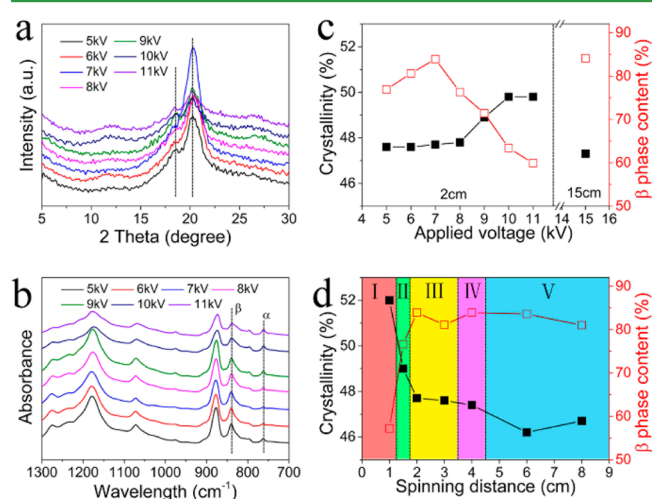 a
5kV 9kV
6kV 10kV
7kV 11kV
8kV
Intensity (a.u.)
5 10 15 20 25 30
2 Theta (degree)
b
5kV 6kV 7kV 8kV
9kV 10kV 11kV
β
α
Absorbance
1300 1200 1100 1000 900 800 700
Wavelength (cm⁻¹)
c
Crystallinity (%)
52
50
48
46
β phase content (%)
90
80
70
60
50
2cm
15cm
4 5 6 7 8 9 10 11 14 15 16
Applied voltage (kV)
d
I II III IV V
Crystallinity (%)
52
50
48
46
β phase content (%)
90
80
70
60
50
0 1 2 3 4 5 6 7 8 9
Spinning distance (cm)